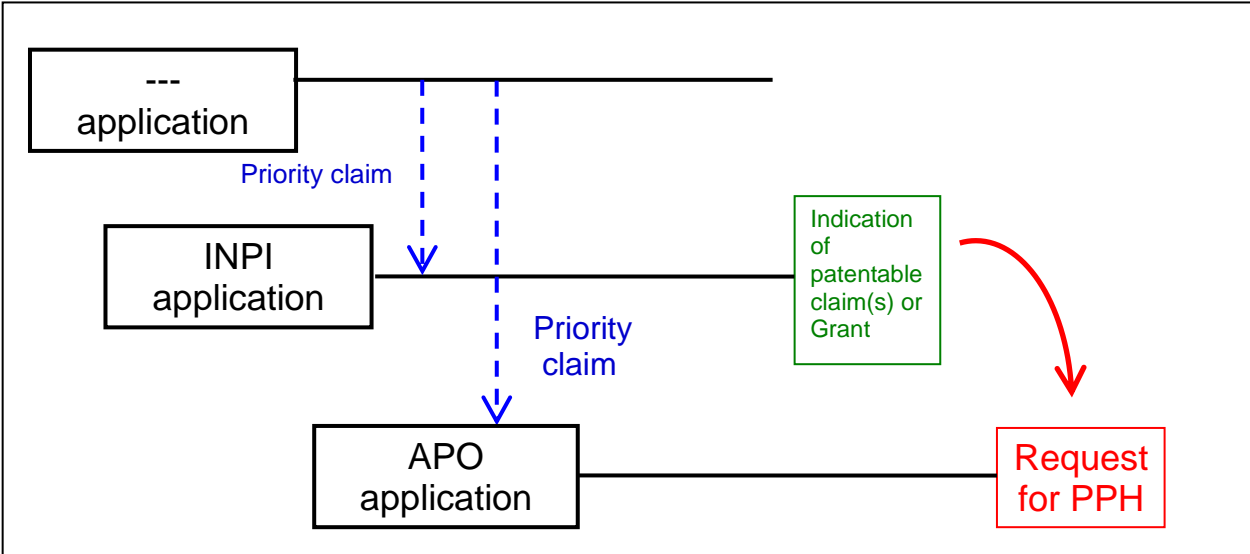 ---
application
Priority claim
INPI
application
Indication
of
patentable
claim(s) or
Grant
Priority
claim
APO
application
Request
for PPH